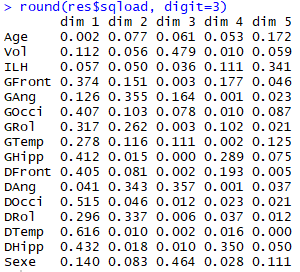 > round(res$sqload, digit=3)
dim 1 dim 2 dim 3 dim 4 dim 5
Age 0.002 0.077 0.061 0.053 0.172
Vol 0.112 0.056 0.479 0.010 0.059
ILH 0.057 0.050 0.036 0.111 0.341
GFront 0.374 0.151 0.003 0.177 0.046
GAng 0.126 0.355 0.164 0.001 0.023
GOcci 0.407 0.103 0.078 0.010 0.087
GRol 0.317 0.262 0.003 0.102 0.021
GTemp 0.278 0.116 0.111 0.002 0.125
GHipp 0.412 0.015 0.000 0.289 0.075
DFront 0.405 0.081 0.002 0.193 0.005
DAng 0.041 0.343 0.357 0.001 0.037
DOcci 0.515 0.046 0.012 0.023 0.021
DRol 0.296 0.337 0.006 0.037 0.012
DTemp 0.616 0.010 0.002 0.016 0.000
DHipp 0.432 0.018 0.010 0.350 0.050
Sexe 0.140 0.083 0.464 0.028 0.111